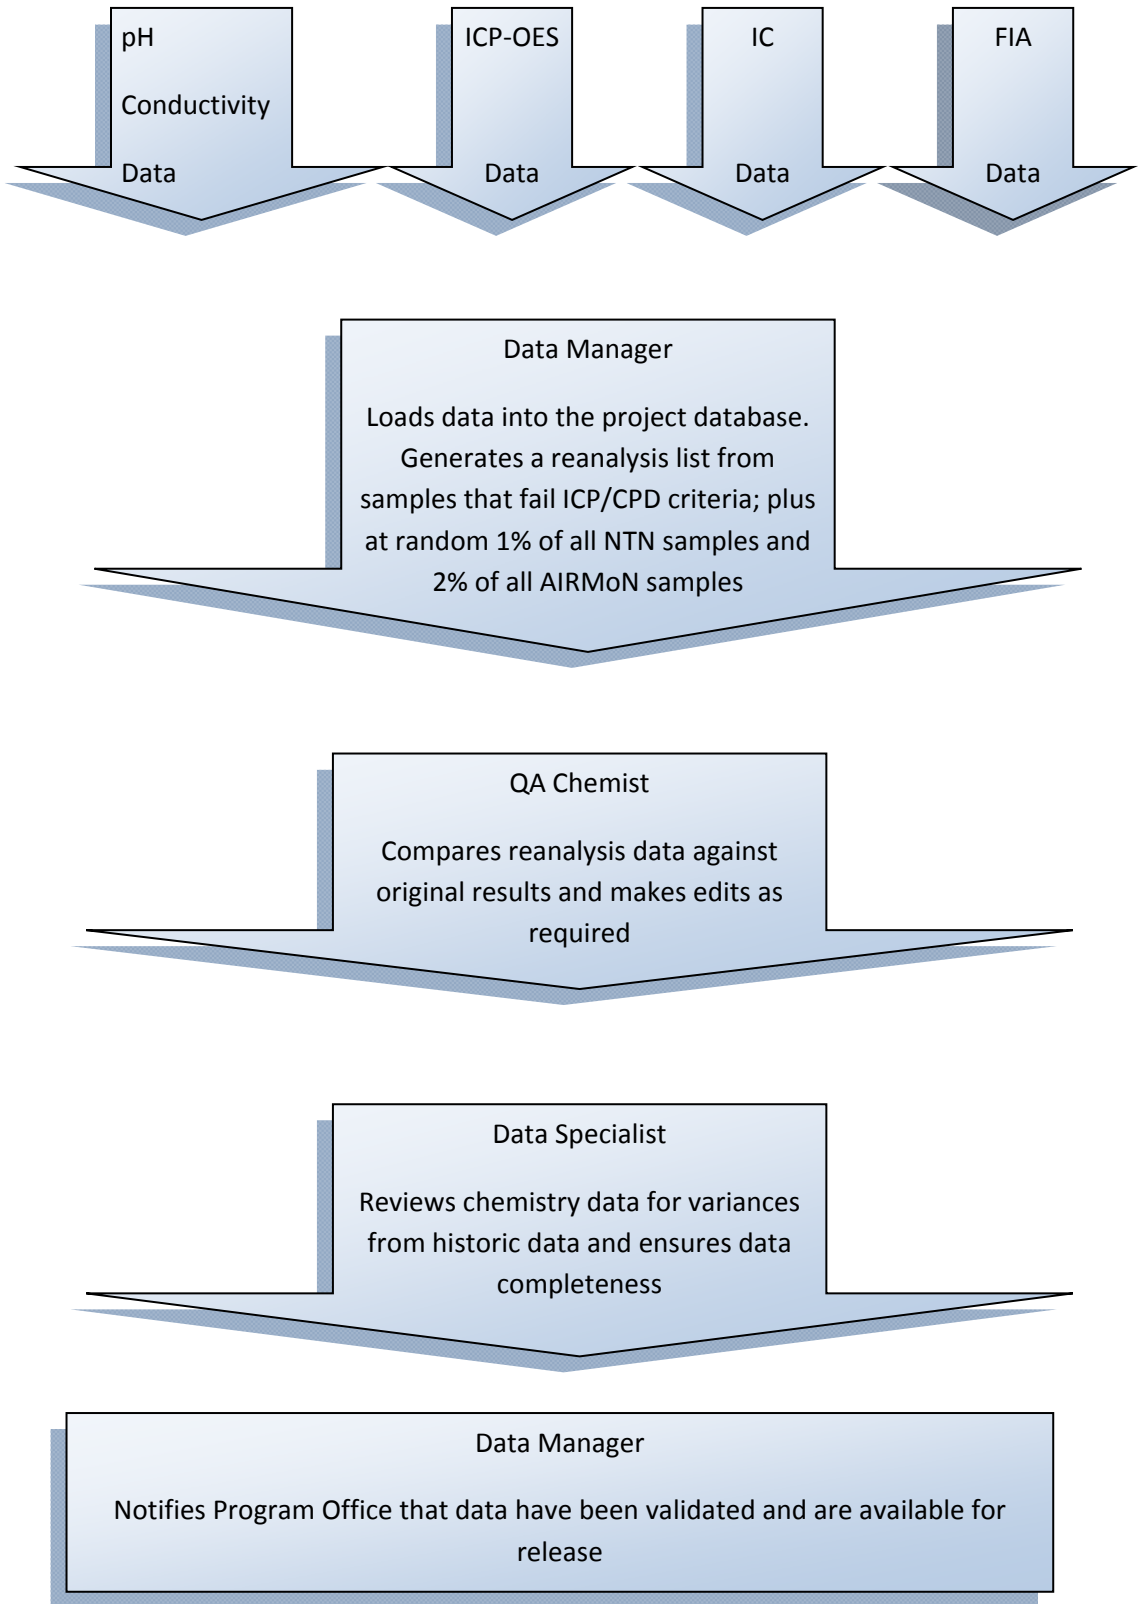 pH
Conductivity
Data
ICP-OES
Data
IC
Data
FIA
Data
Data Manager
Loads data into the project database.
Generates a reanalysis list from
samples that fail ICP/CPD criteria; plus
at random 1% of all NTN samples and
2% of all AIRMoN samples
QA Chemist
Compares reanalysis data against
original results and makes edits as
required
Data Specialist
Reviews chemistry data for variances
from historic data and ensures data
completeness
Data Manager
Notifies Program Office that data have been validated and are available for
release